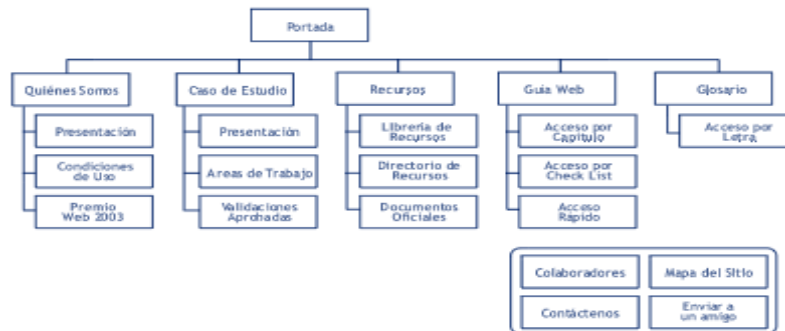 Portada
Quiénes Somos
Caso de Estudio
Recursos
Guía Web
Glosario
Presentación
Presentación
Librería de
Recursos
Acceso por
Capítulo
Acceso por
Letra
Condiciones
de Uso
Areas de Trabajo
Directorio de
Recursos
Acceso por
Check List
Premio
Web 2003
Validaciones
Aprobadas
Documentos
Oficiales
Acceso
Rápido
Colaboradores
Mapa del Sitio
Contáctenos
Enviar a
un amigo